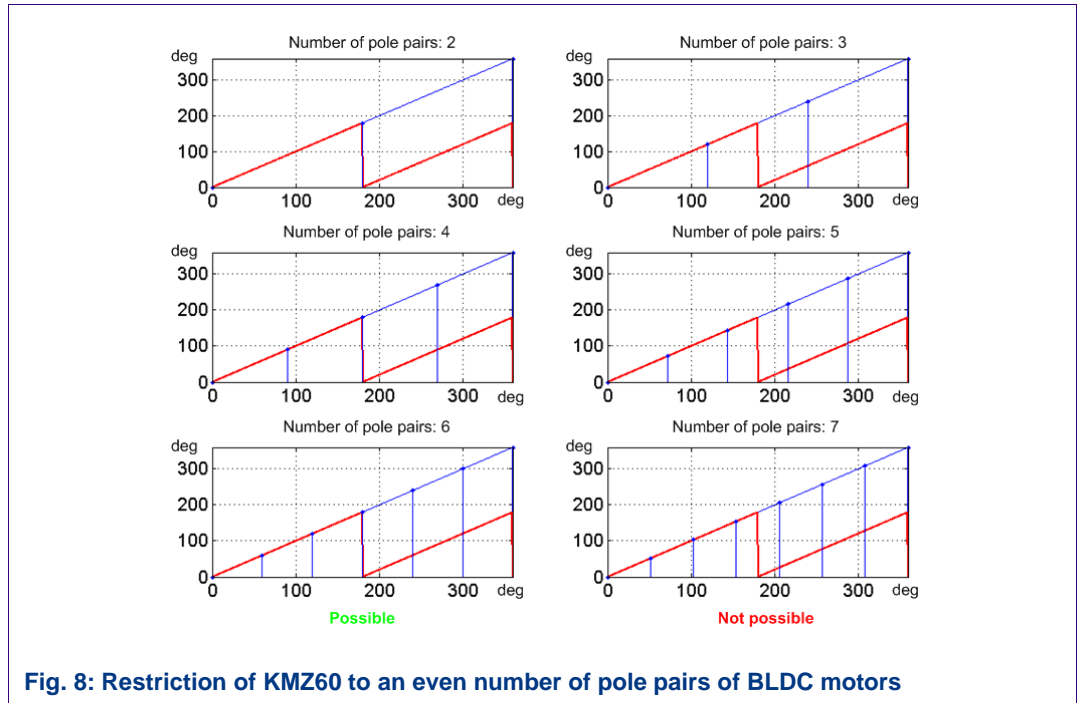 Number of pole pairs: 2
deg
300
200
100
0
0 100 200 300 deg
Number of pole pairs: 3
deg
300
200
100
0
0 100 200 300 deg
Number of pole pairs: 4
deg
300
200
100
0
0 100 200 300 deg
Number of pole pairs: 5
deg
300
200
100
0
0 100 200 300 deg
Number of pole pairs: 6
deg
300
200
100
0
0 100 200 300 deg
Number of pole pairs: 7
deg
300
200
100
0
0 100 200 300 deg
Possible
Not possible
Fig. 8: Restriction of KMZ60 to an even number of pole pairs of BLDC motors